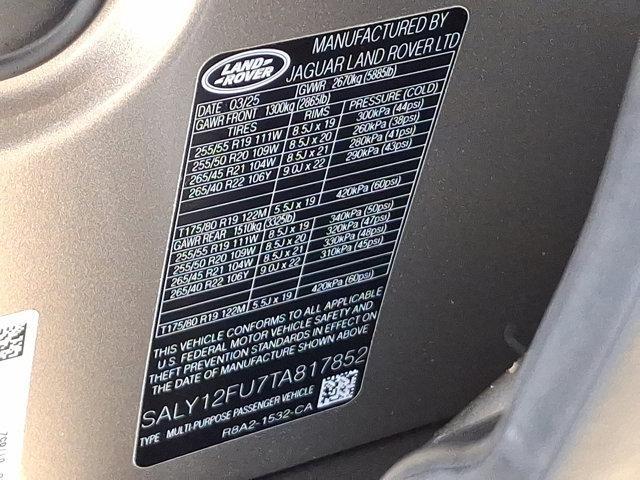 LAND
ROVER
MANUFACTURED BY
JAGUAR LAND ROVER LTD
DATE 03/25 GVWR 2670kg (5885lb)
GAWR FRONT 1300kg (2865lb)
TIRES RIMS PRESSURE (COLD)
255/55 R19 111W 8.5J x 19 300kPa (44psi)
255/50 R20 109W 8.5J x 20 260kPa (38psi)
265/45 R21 104W 8.5J x 21 280kPa (41psi)
265/40 R22 106Y 9.0J x 22 290kPa (43psi)
T175/80 R19 122M 5.5J x 19 420kPa (60psi)
GAWR REAR 1510kg (3325lb)
255/55 R19 111W 8.5J x 19 340kPa (50psi)
255/50 R20 109W 8.5J x 20 320kPa (47psi)
265/45 R21 104W 8.5J x 21 330kPa (48psi)
265/40 R22 106Y 9.0J x 22 310kPa (45psi)
T175/80 R19 122M 5.5J x 19 420kPa (60psi)
THIS VEHICLE CONFORMS TO ALL APPLICABLE
U.S. FEDERAL MOTOR VEHICLE SAFETY AND
THEFT PREVENTION STANDARDS IN EFFECT ON
THE DATE OF MANUFACTURE SHOWN ABOVE
SALY12FU7TA817852
TYPE MULTI-PURPOSE PASSENGER VEHICLE
R8A2-1532-CA